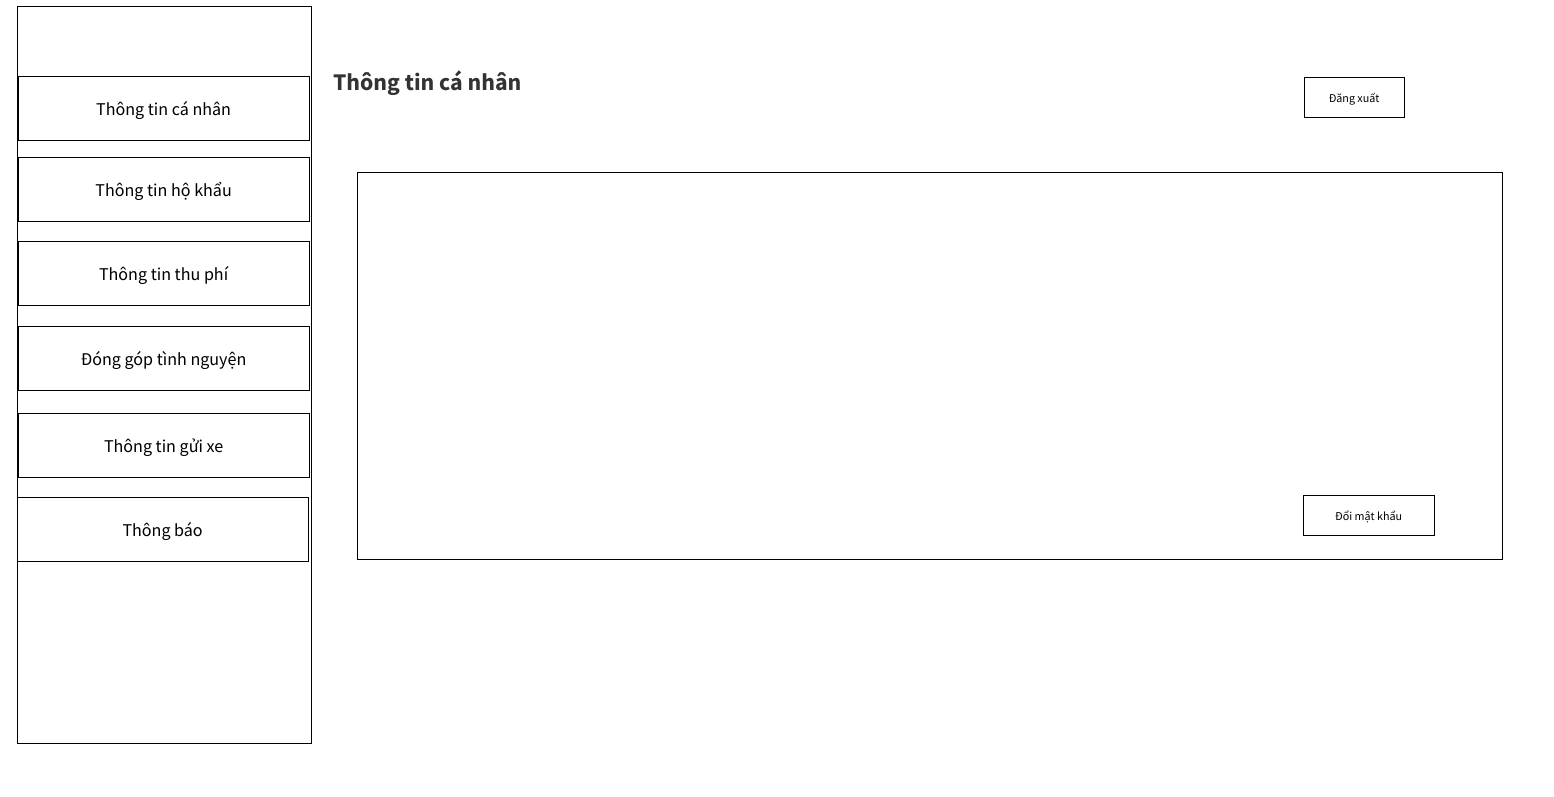 Thông tin cá nhân
Đăng xuất
Thông tin cá nhân
Thông tin hộ khẩu
Thông tin thu phí
Đóng góp tình nguyện
Thông tin gửi xe
Thông báo
Đổi mật khẩu